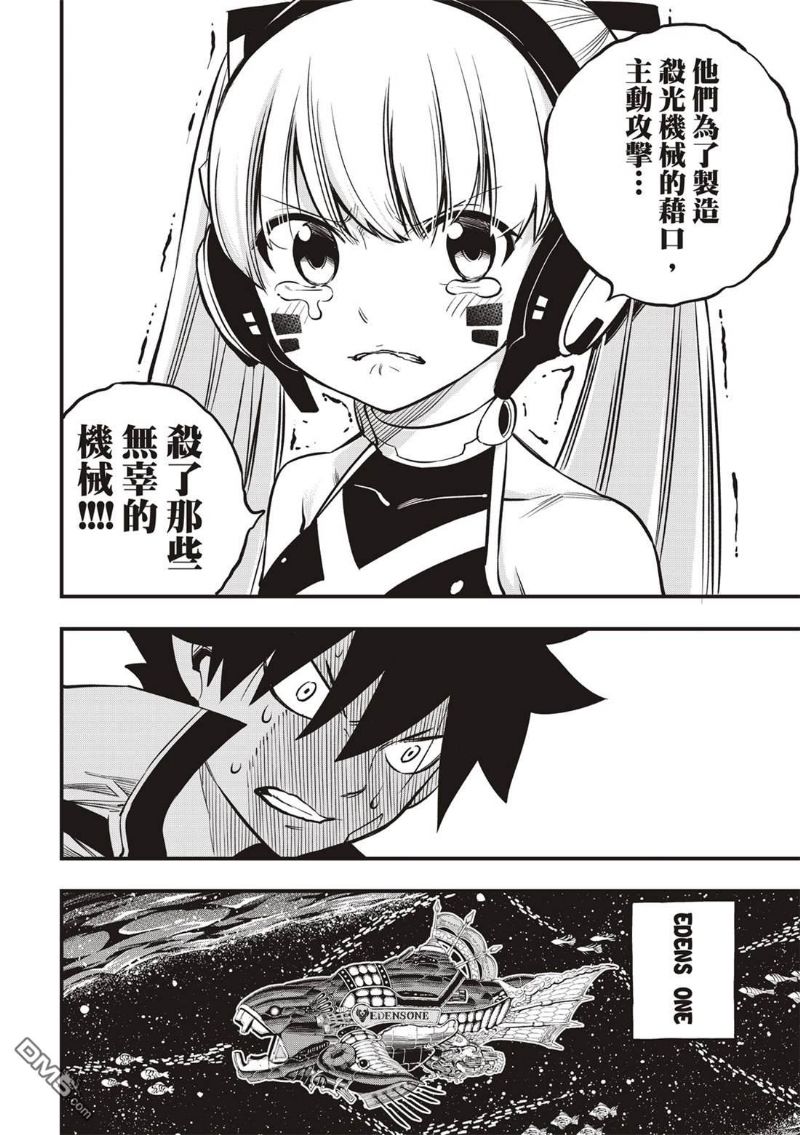 他們為了製造
殺光機械的藉口，
主動攻擊…
殺了那些
無辜的
機械!!!!
EDENS ONE
EDENSONE
DM5.com